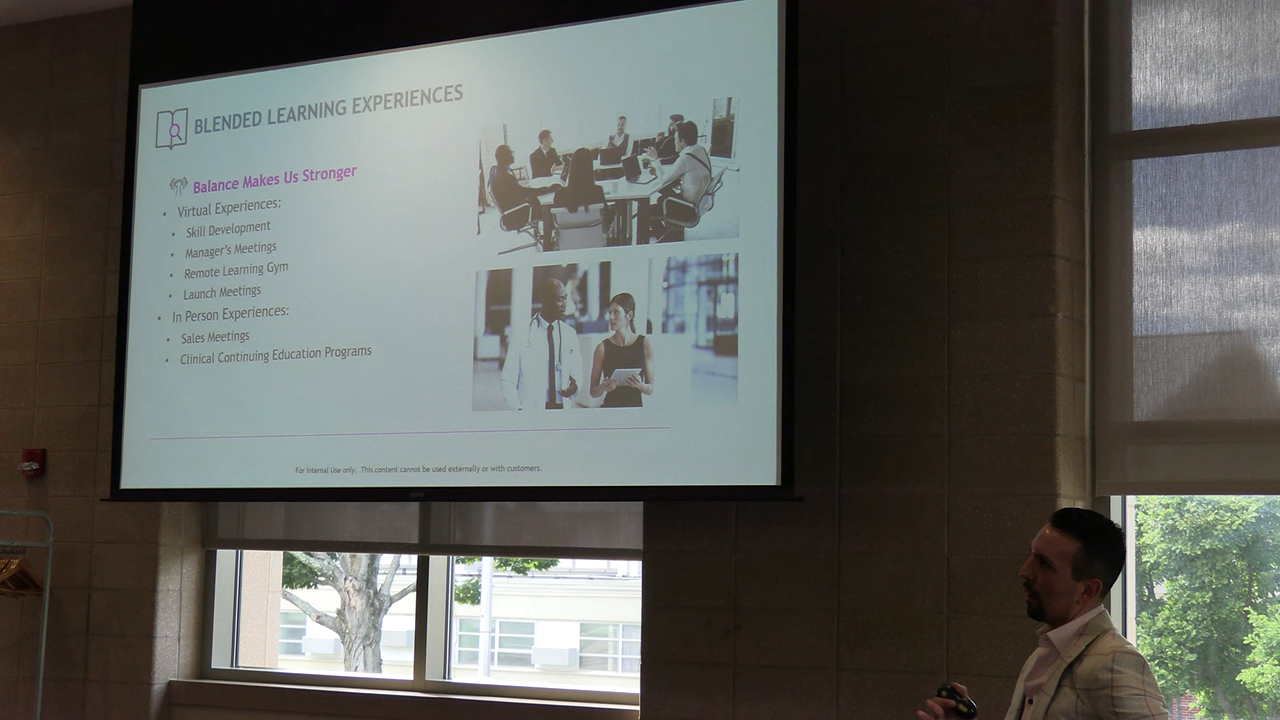 BLENDED LEARNING EXPERIENCES
Balance Makes Us Stronger
• Virtual Experiences:
• Skill Development
• Manager's Meetings
• Remote Learning Gym
• Launch Meetings
• In Person Experiences:
• Sales Meetings
• Clinical Continuing Education Programs
For Internal Use only. This content cannot be used externally or with customers.